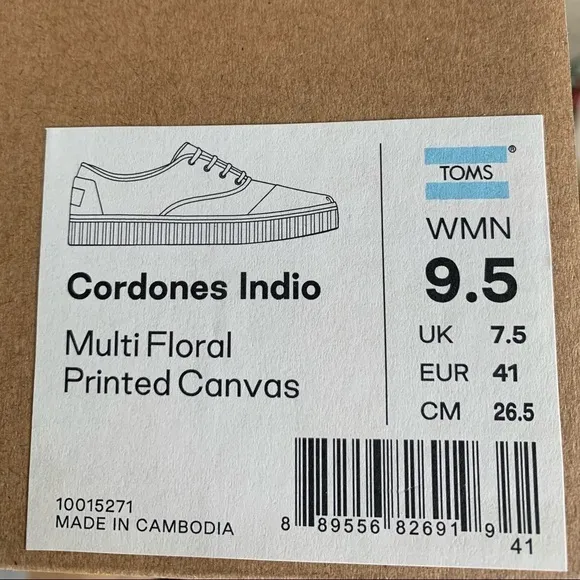 Cordones Indio
Multi Floral
Printed Canvas
10015271
MADE IN CAMBODIA
TOMS®
WMN
9.5
UK 7.5
EUR 41
CM 26.5
8 89556 82691 9
41